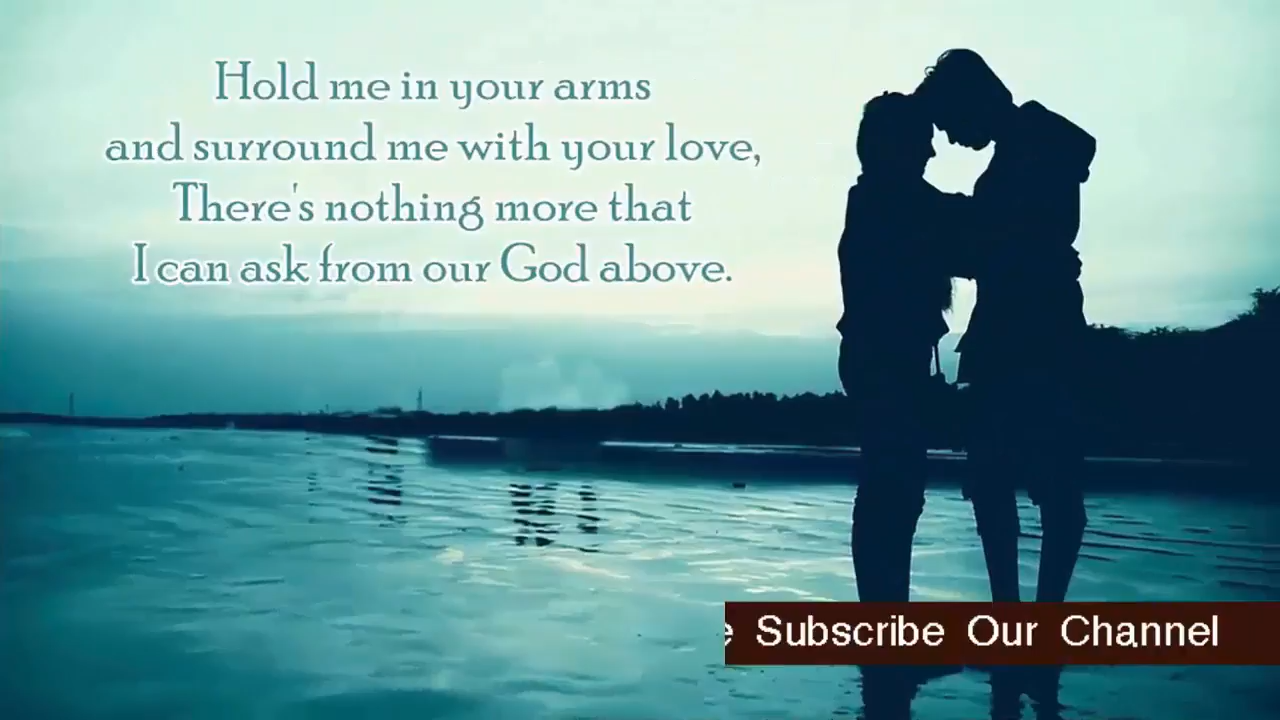 Hold me in your arms
and surround me with your love,
There's nothing more that
I can ask from our God above.
Subscribe Our Channel